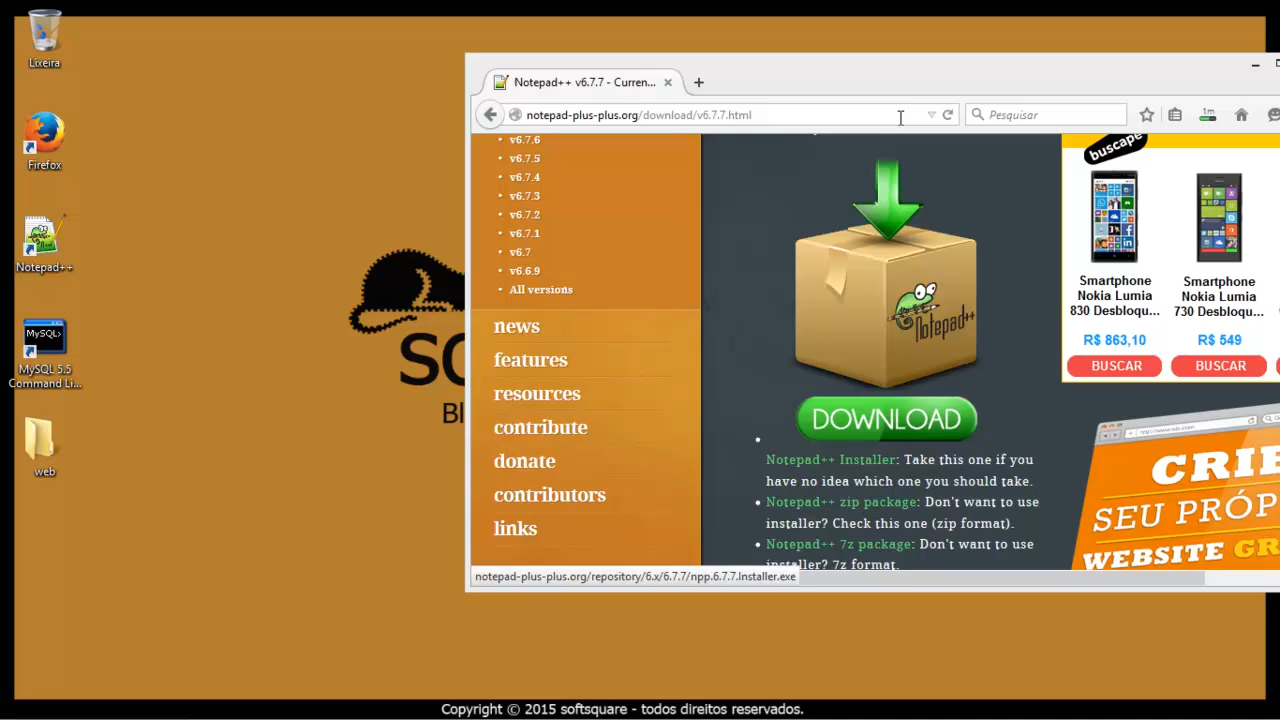 Lixeira
Firefox
Notepad++
MySQL>
MySQL 5.5
Command Li...
web
Notepad++ v6.7.7 - Curren...
notepad-plus-plus.org/download/v6.7.7.html
Pesquisar
1m
v6.7.6
v6.7.5
v6.7.4
v6.7.3
v6.7.2
v6.7.1
v6.7
v6.6.9
All versions
news
features
resources
contribute
donate
contributors
links
Notepad++
DOWNLOAD
Notepad++ Installer: Take this one if you
have no idea which one you should take.
Notepad++ zip package: Don't want to use
installer? Check this one (zip format).
Notepad++ 7z package: Don't want to use
installer? 7z format.
buscape
Smartphone
Nokia Lumia
830 Desbloqu...
R$ 863,10
BUSCAR
Smartphone
Nokia Lumia
730 Desbloqu...
R$ 549
BUSCAR
SEU PRÓP
WEBSITE GR
notepad-plus-plus.org/repository/6.x/6.7.7/npp.6.7.7.Installer.exe
Copyright © 2015 softsquare - todos direitos reservados.